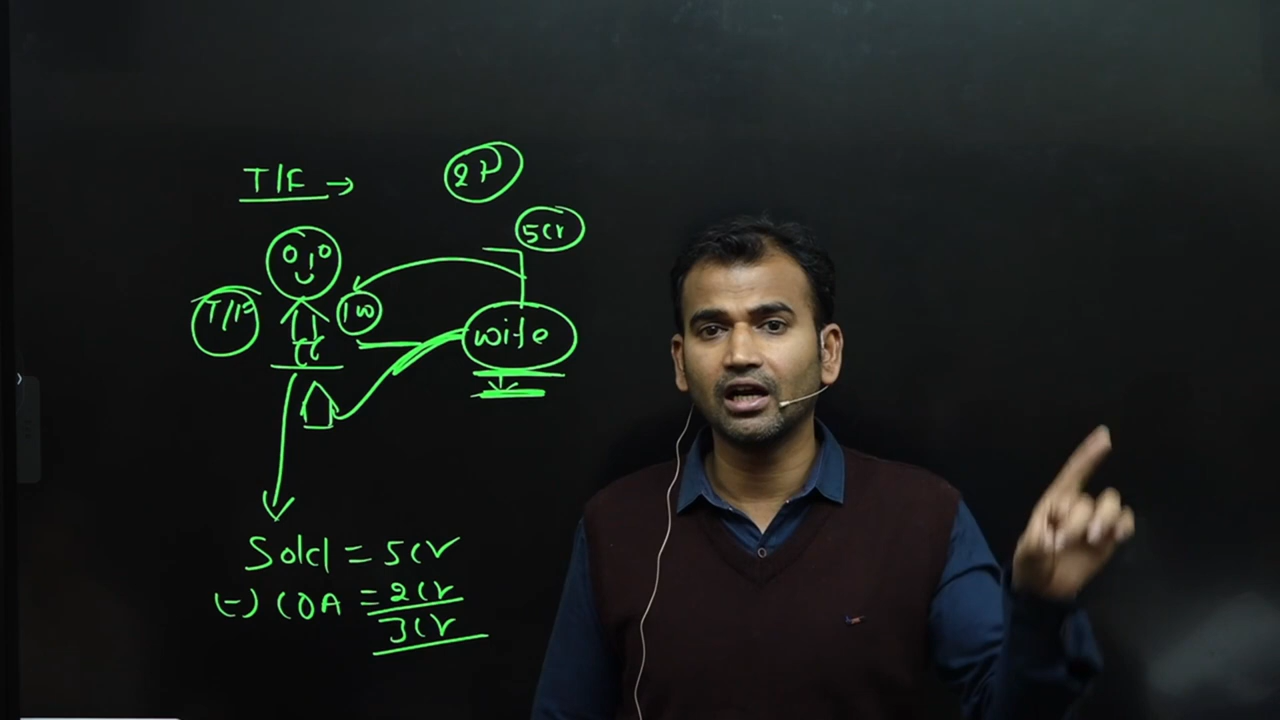 T/F →
2P
5Cr
T/F
1W
wife
Sold = 5Cr
(-) COA = 2Cr
3Cr